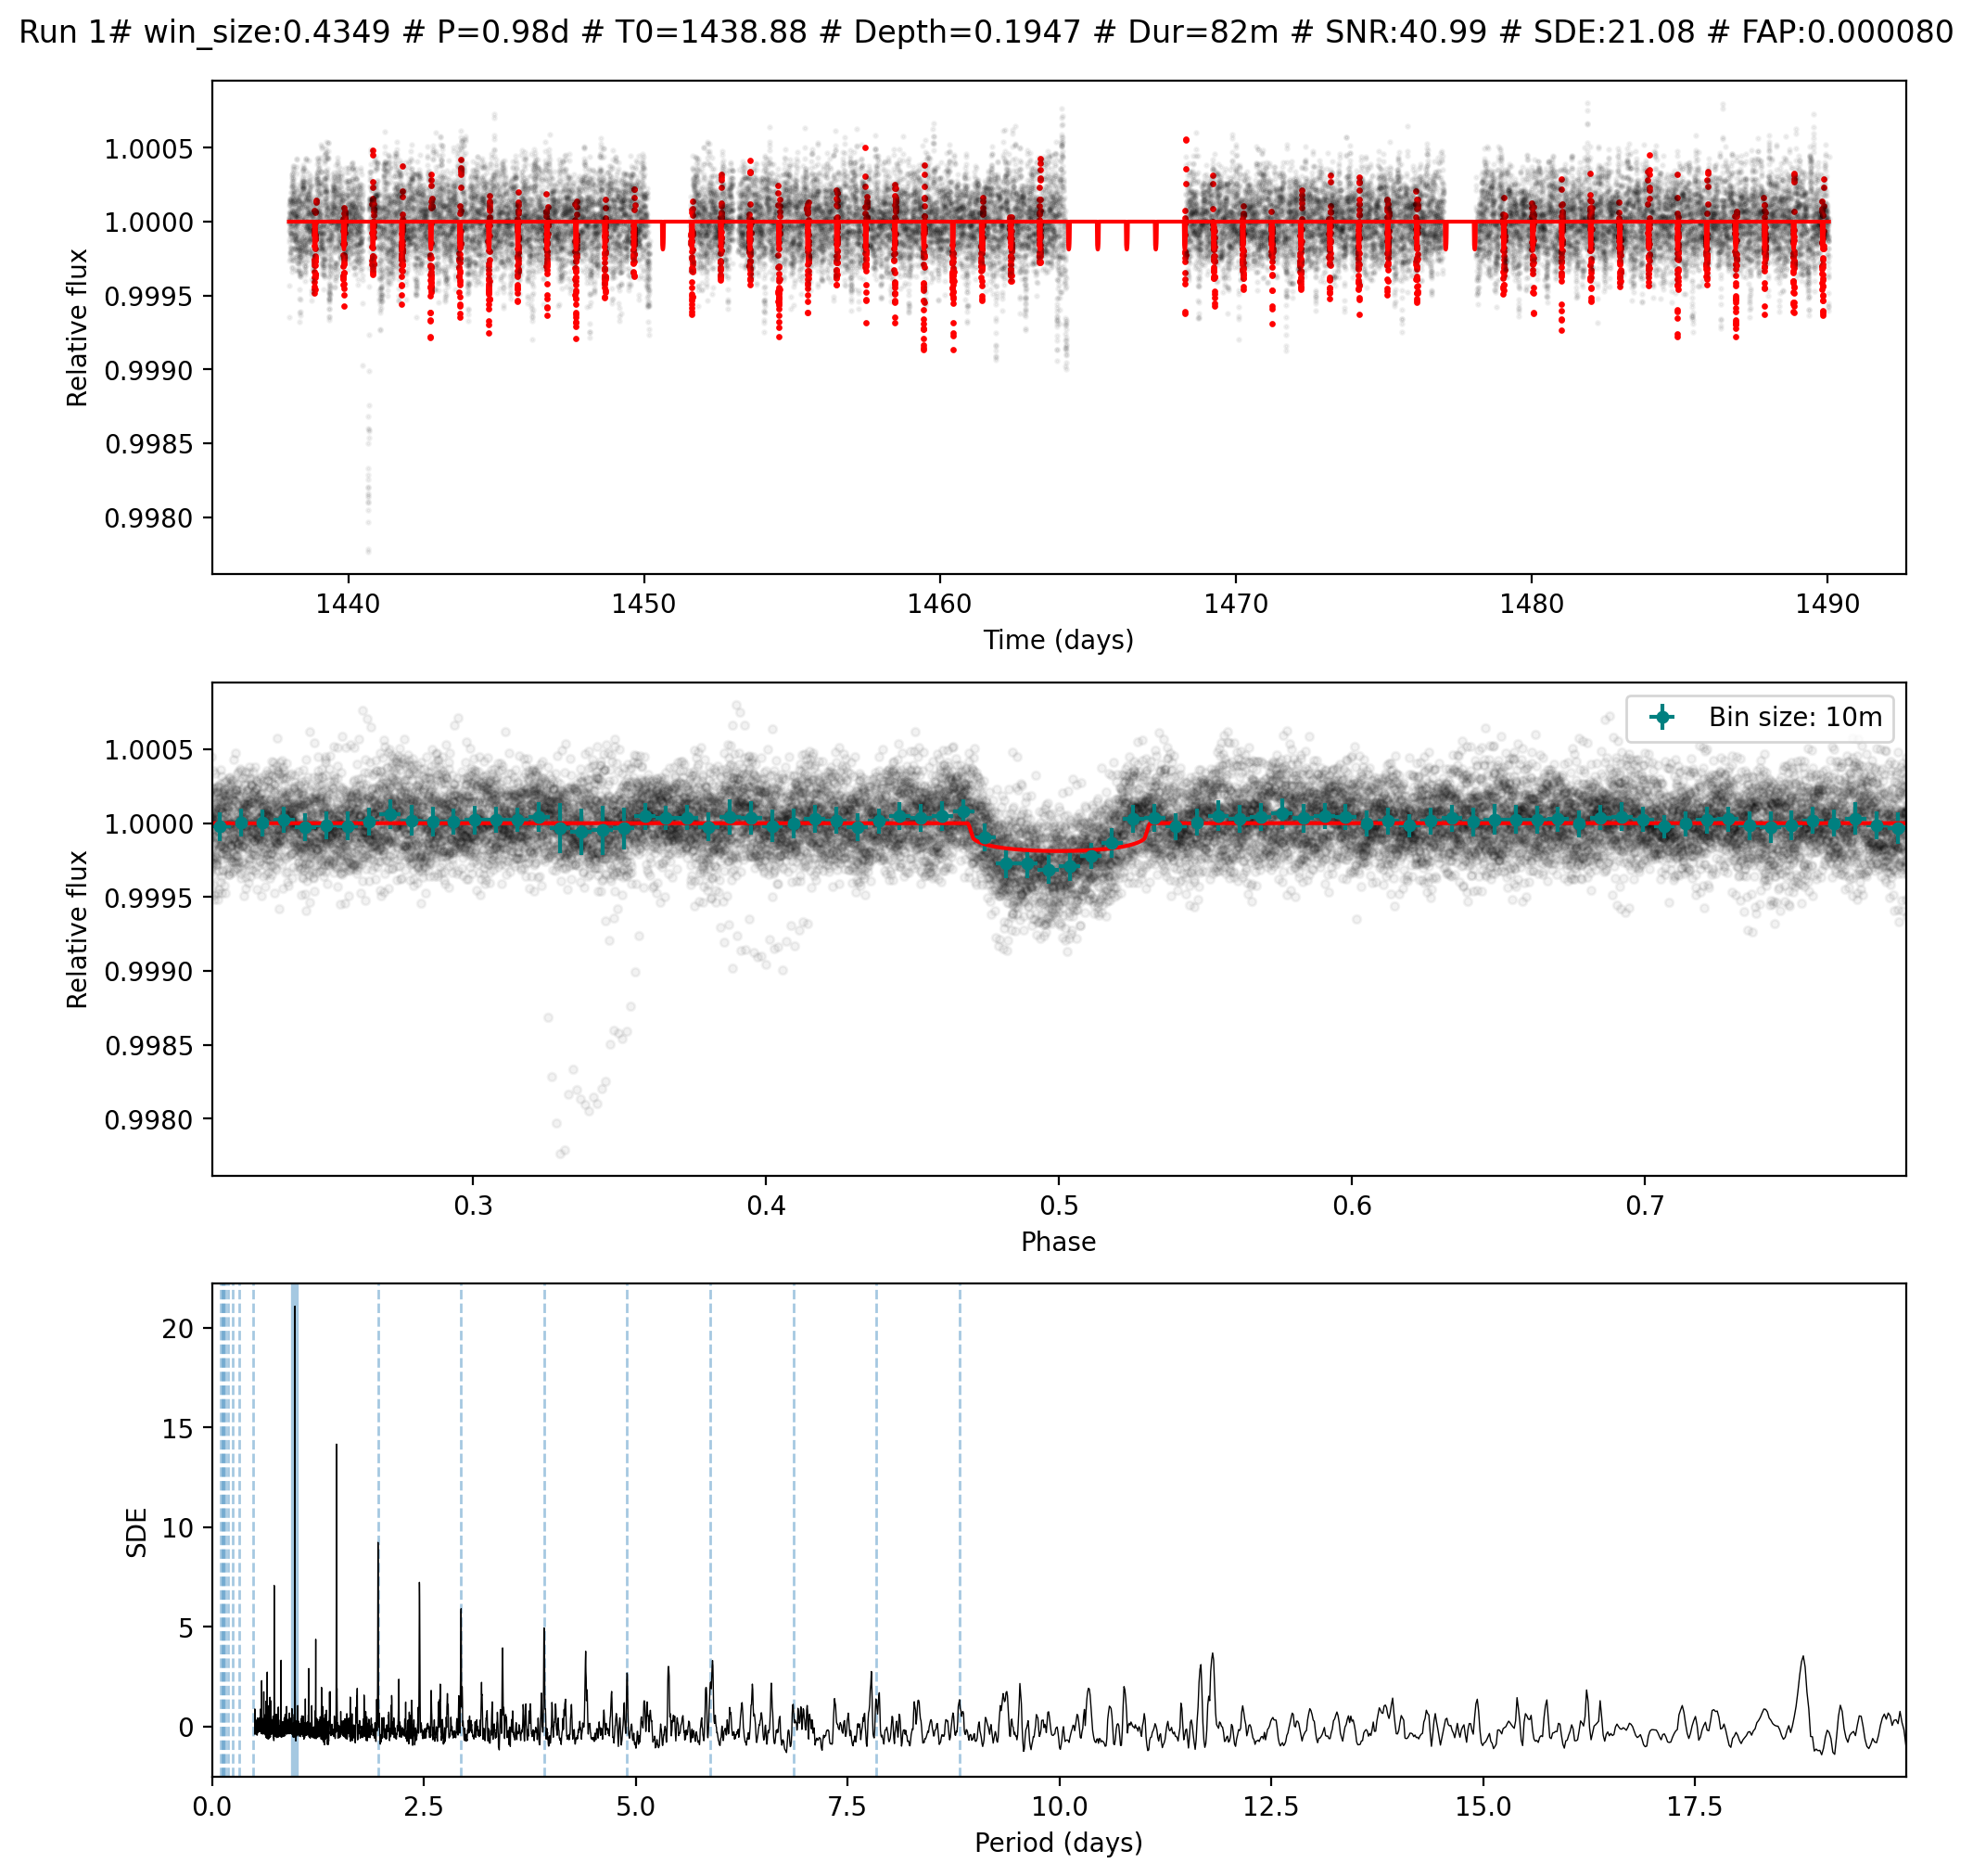 Run 1# win_size:0.4349 # P=0.98d # T0=1438.88 # Depth=0.1947 # Dur=82m # SNR:40.99 # SDE:21.08 # FAP:0.000080
1.0005
1.0000
0.9995
0.9990
0.9985
0.9980
Relative flux
1440 1450 1460 1470 1480 1490
Time (days)
Bin size: 10m
1.0005
1.0000
0.9995
0.9990
0.9985
0.9980
Relative flux
0.3 0.4 0.5 0.6 0.7
Phase
20
15
10
5
0
SDE
0.0 2.5 5.0 7.5 10.0 12.5 15.0 17.5
Period (days)